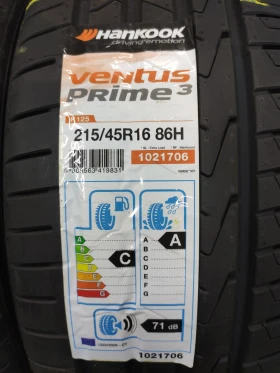 HANKOOK
driving emotion
ventus
PRIME³
K125
215/45R16 86H
1021706
A
B
C
D
E
F
G
C
A
B
C
D
E
F
G
A
71 dB
1021706